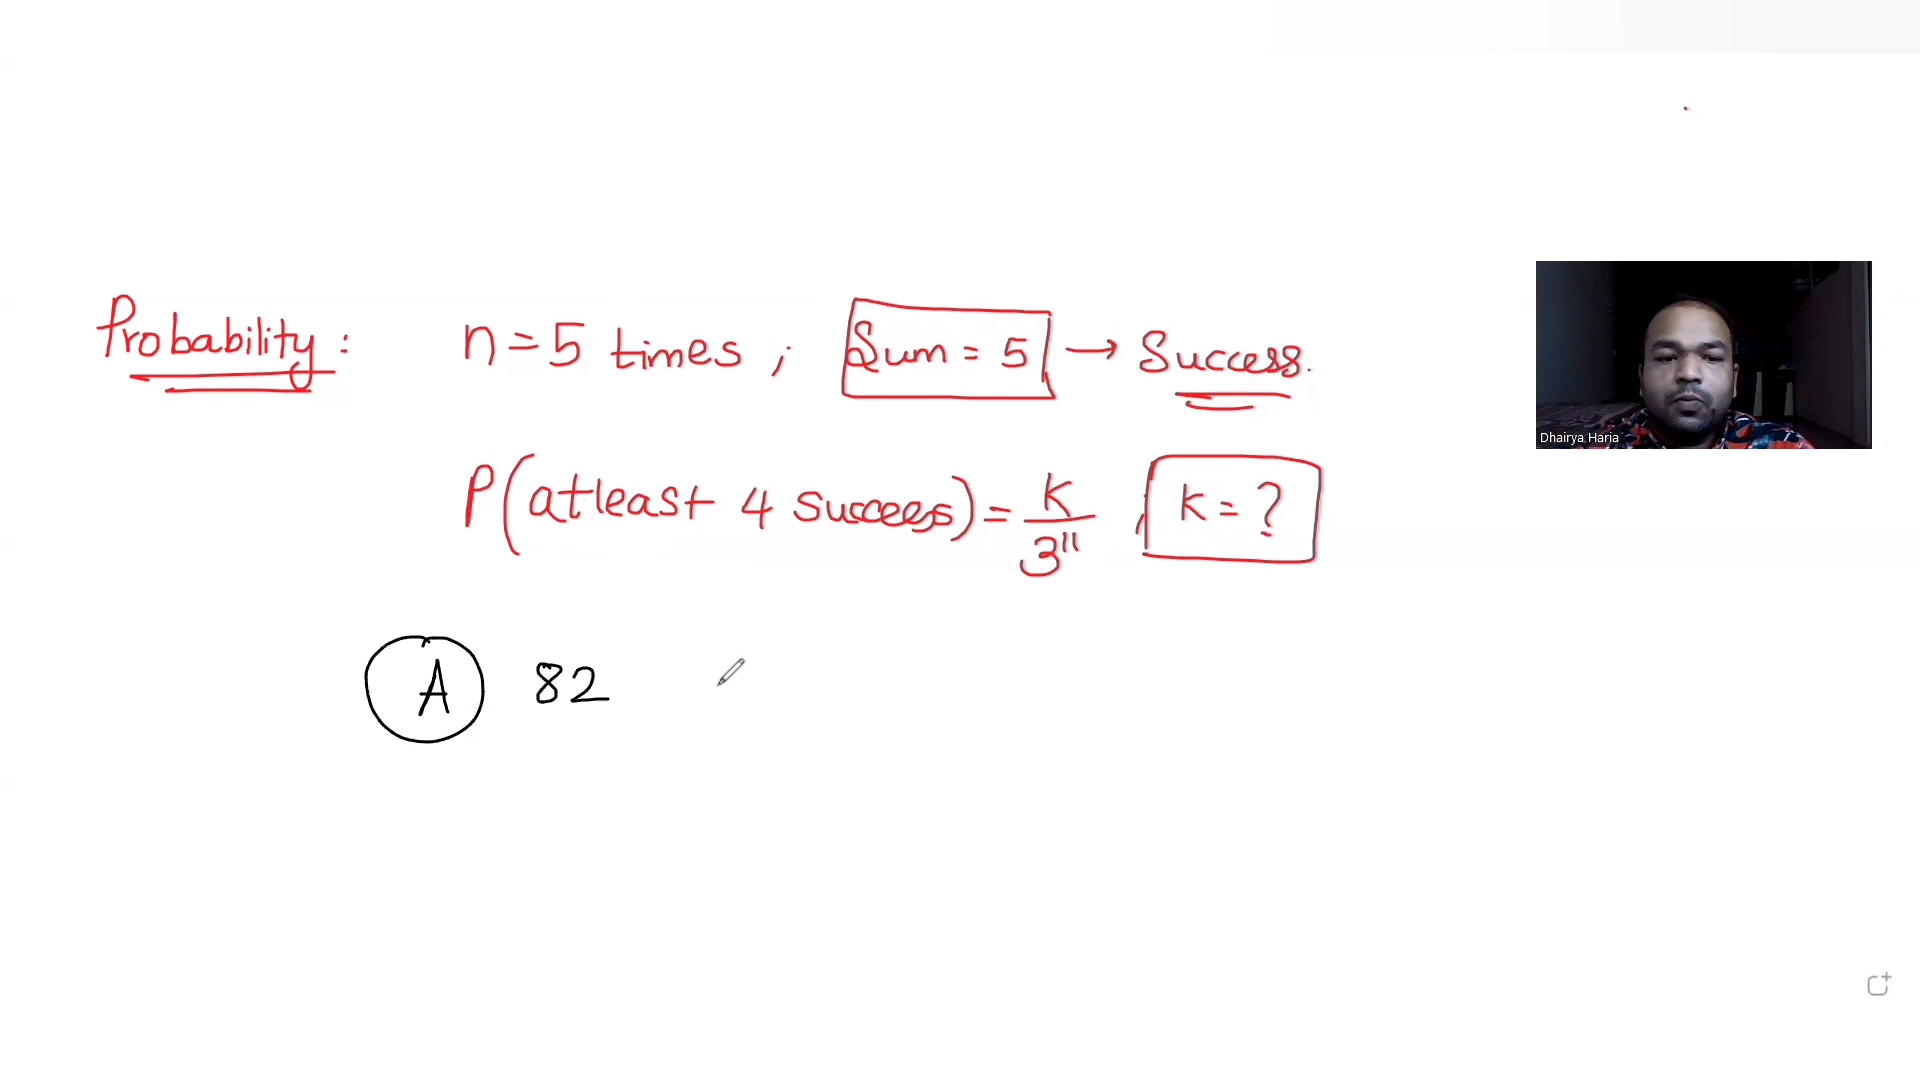 Probability : n = 5 times ; Sum = 5 → Success.
P(atleast 4 success) = K/3¹¹ ; K = ?
Dhairya Haria
A 82